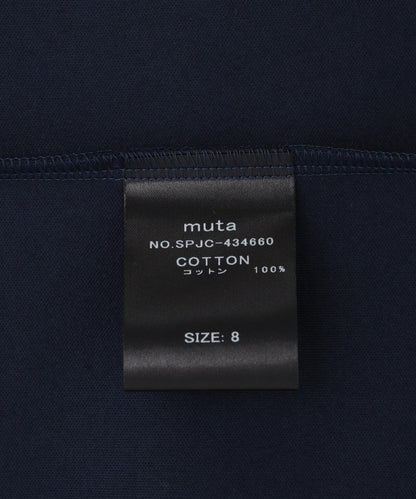 muta
NO.SPJC-434660
COTTON
コットン 100%
SIZE: 8